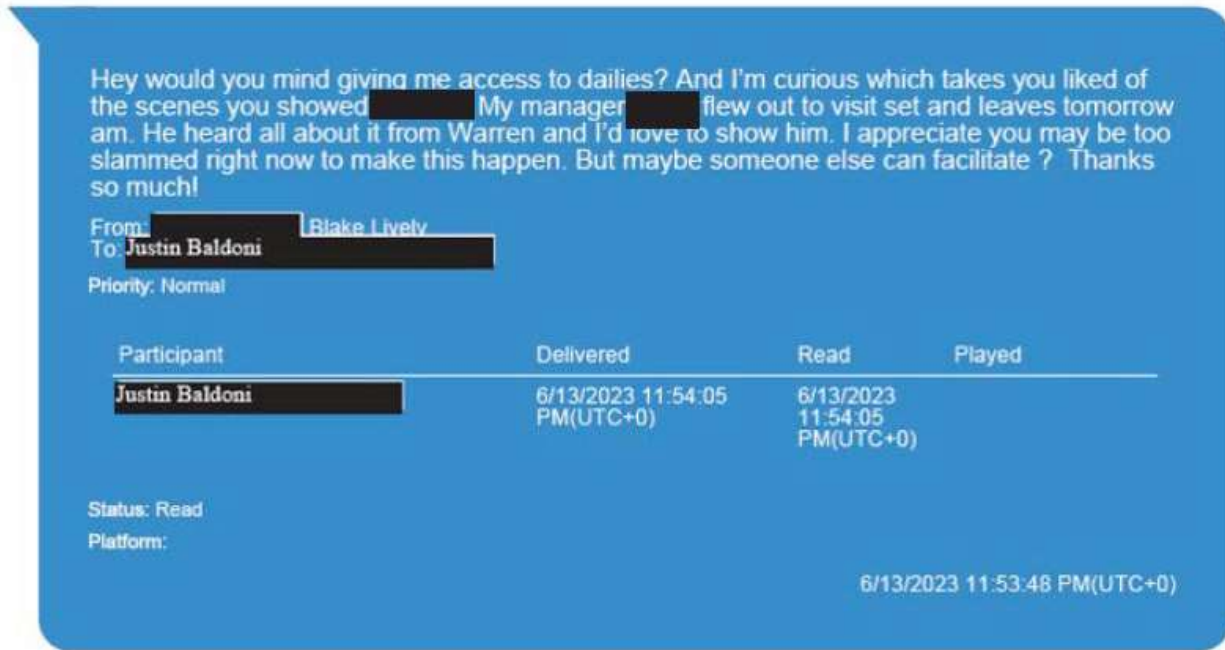 Hey would you mind giving me access to dailies? And I'm curious which takes you liked of
the scenes you showed My manager flew out to visit set and leaves tomorrow
am. He heard all about it from Warren and I'd love to show him. I appreciate you may be too
slammed right now to make this happen. But maybe someone else can facilitate ?  Thanks
so much!
From: Blake Lively
To: Justin Baldoni
Priority: Normal
Participant Delivered Read Played
Justin Baldoni 6/13/2023 11:54:05 6/13/2023
PM(UTC+0) 11:54:05
PM(UTC+0)
Status: Read
Platform:
6/13/2023 11:53:48 PM(UTC+0)